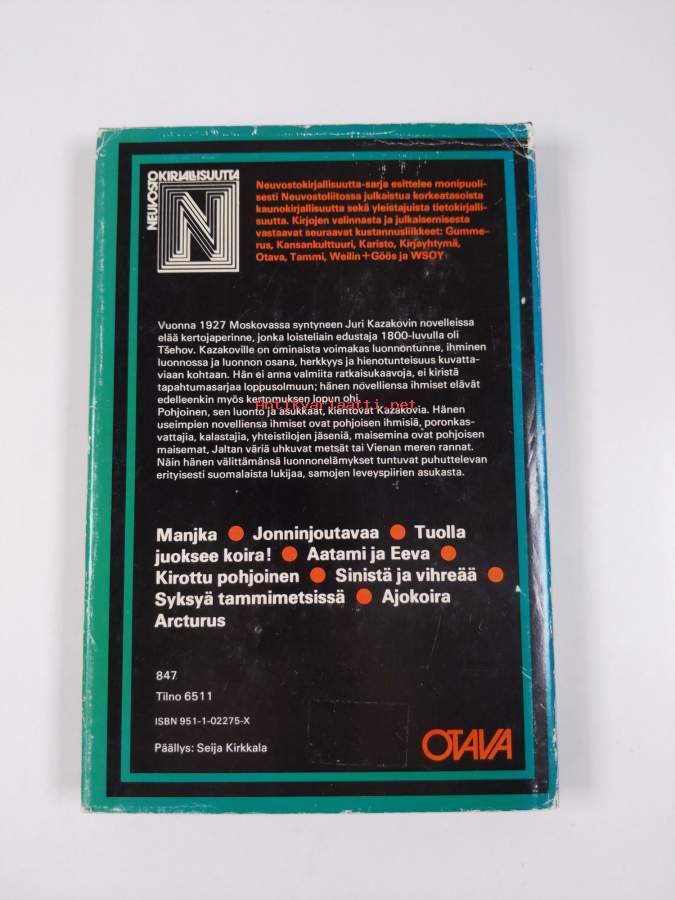 NEUVOSTOKIRJALLISUUTTA
N
Neuvostokirjallisuutta-sarja esittelee monipuoli-
sesti Neuvostoliitossa julkaistua korkeatasoista
kaunokirjallisuutta sekä yleistajuista tietokirjalli-
suutta. Kirjojen valinnasta ja julkaisemisesta
vastaavat seuraavat kustannusliikkeet: Gumme-
rus, Kansankulttuuri, Karisto, Kirjayhtymä,
Otava, Tammi, Weilin+Göös ja WSOY
Vuonna 1927 Moskovassa syntyneen Juri Kazakovin novelleissa
elää kertojaperinne, jonka loisteliain edustaja 1800-luvulla oli
Tšehov. Kazakoville on ominaista voimakas luonnontunne, ihminen
luonnossa ja luonnon osana, herkkyys ja hienotunteisuus kuvatta-
viaan kohtaan. Hän ei anna valmiita ratkaisukaavoja, ei kiristä
tapahtumasarjaa loppusolmuun; hänen novelliensa ihmiset elävät
edelleenkin myös kertomuksen lopun ohi.
antikvariaatti.net
Pohjoinen, sen luonto ja asukkaat, kiehtovat Kazakovia. Hänen
useimpien novelliensa ihmiset ovat pohjoisen ihmisiä, poronkas-
vattajia, kalastajia, yhteistilojen jäseniä, maisemina ovat pohjoisen
maisemat, Jaltan väriä uhkuvat metsät tai Vienan meren rannat.
Näin hänen välittämänsä luonnonelämykset tuntuvat puhuttelevan
erityisesti suomalaista lukijaa, samojen leveyspiirien asukasta.
Manjka ● Jonninjoutavaa ● Tuolla
juoksee koira! ● Aatami ja Eeva ●
Kirottu pohjoinen ● Sinistä ja vihreää ●
Syksyä tammimetsissä ● Ajokoira
Arcturus
847
Tilno 6511
ISBN 951-1-02275-X
Päällys: Seija Kirkkala
OTAVA